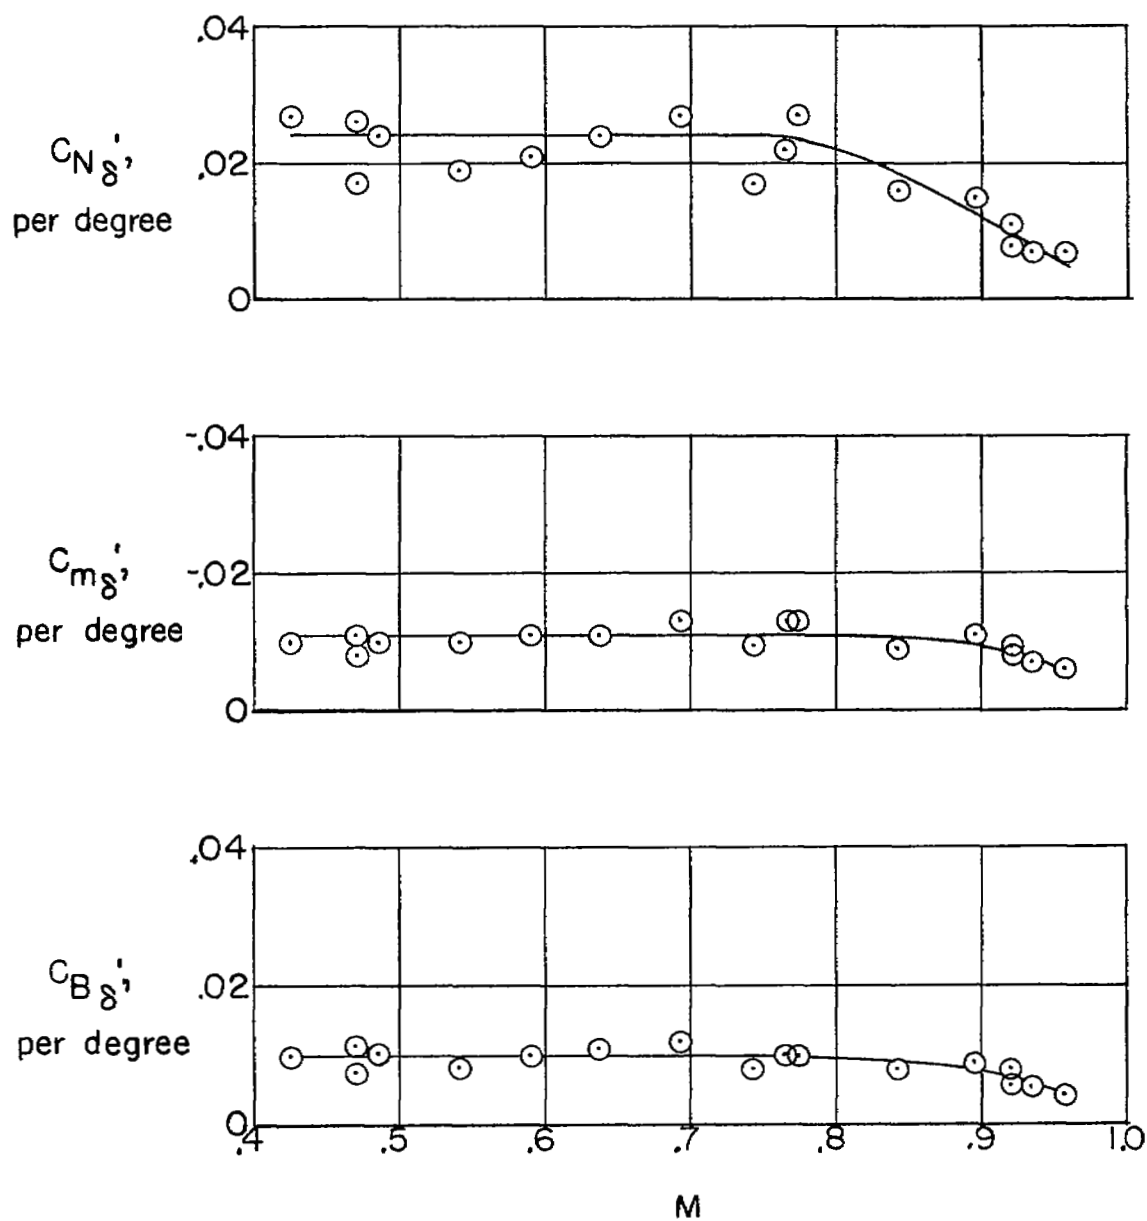 .04
C_Nδ',
.02
per degree
0
-.04
C_mδ',
-.02
per degree
0
.04
C_Bδ',
.02
per degree
0
.4 .5 .6 .7 .8 .9 1.0
M